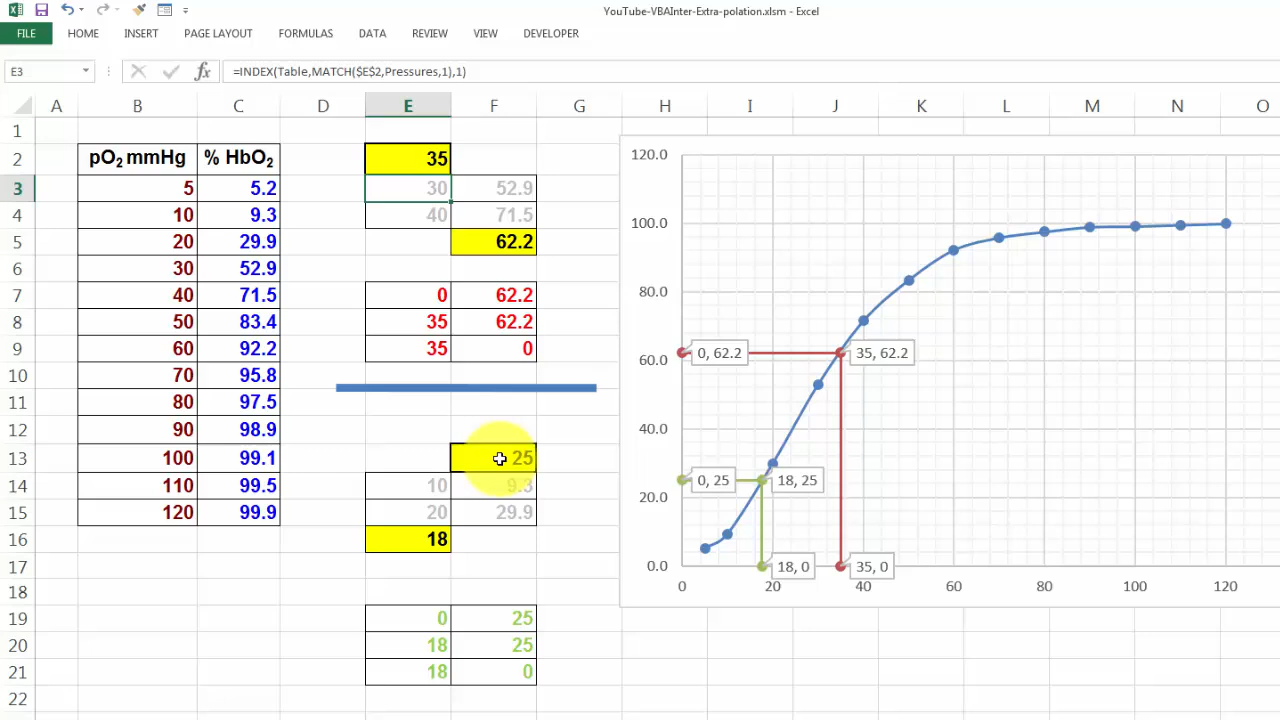 YouTube-VBAInter-Extra-polation.xlsm - Excel
FILE HOME INSERT PAGE LAYOUT FORMULAS DATA REVIEW VIEW DEVELOPER
E3 fx =INDEX(Table,MATCH($E$2,Pressures,1),1)
A B C D E F G H I J K L M N O
1
2 pO2 mmHg % HbO2 35
3 5 5.2 30 52.9
4 10 9.3 40 71.5
5 20 29.9 62.2
6 30 52.9
7 40 71.5 0 62.2
8 50 83.4 35 62.2
9 60 92.2 35 0
10 70 95.8
11 80 97.5
12 90 98.9
13 100 99.1 25
14 110 99.5 10 9.3
15 120 99.9 20 29.9
16 18
17
18
19 0 25
20 18 25
21 18 0
22
120.0
100.0
80.0
60.0 0, 62.2 35, 62.2
40.0
20.0 0, 25 18, 25
0.0 18, 0 35, 0
0 20 40 60 80 100 120